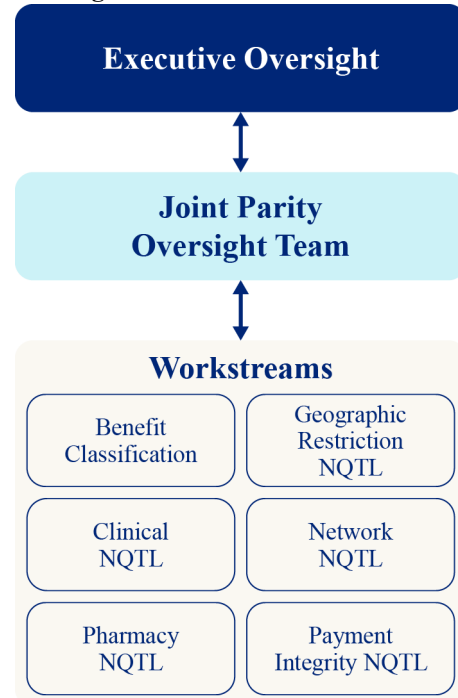 Executive Oversight
Joint Parity
Oversight Team
Workstreams
Benefit
Classification
Geographic
Restriction
NQTL
Clinical
NQTL
Network
NQTL
Pharmacy
NQTL
Payment
Integrity NQTL